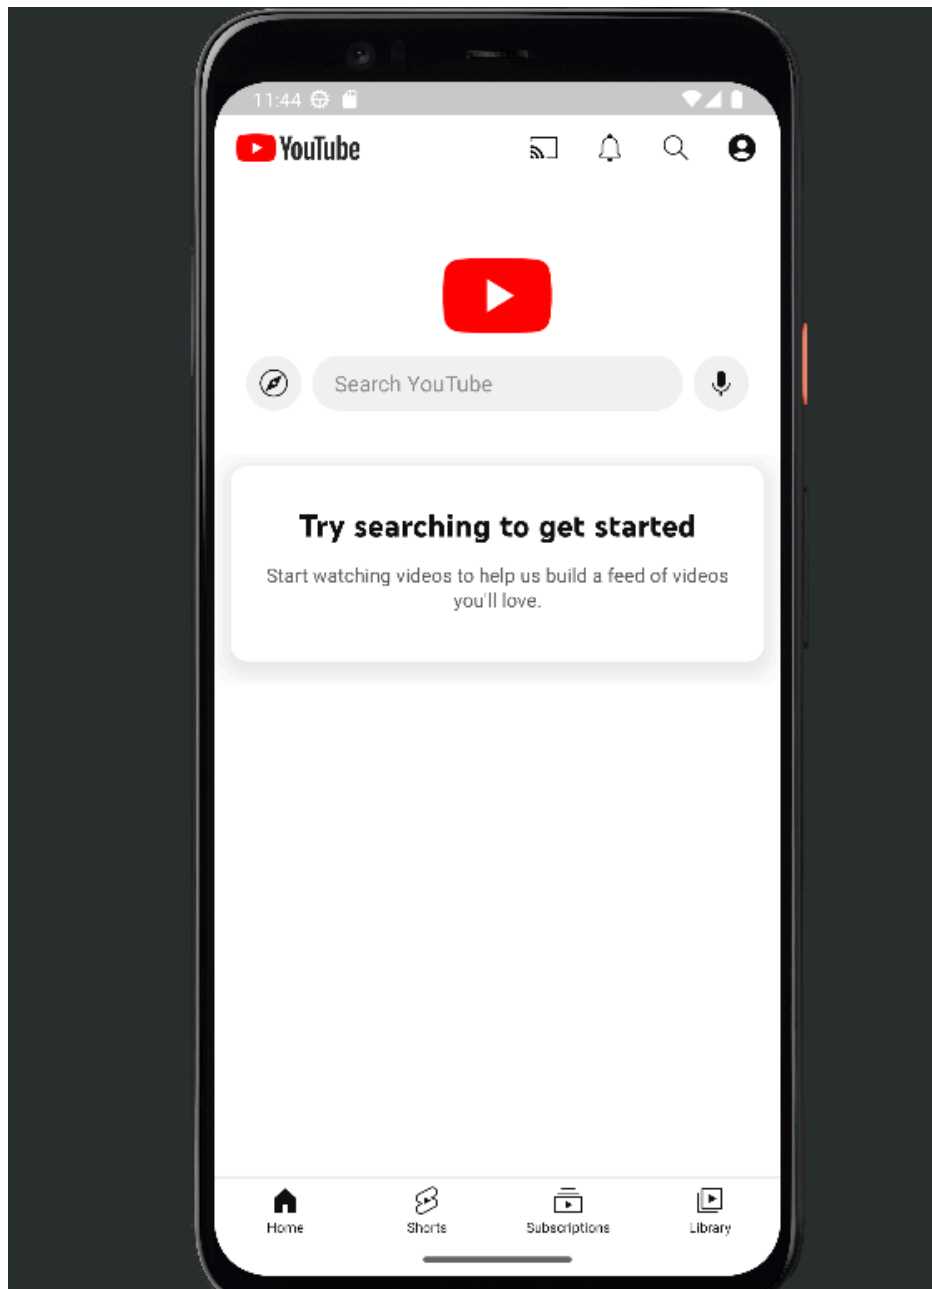 11:44
YouTube
Search YouTube
Try searching to get started
Start watching videos to help us build a feed of videos
you'll love.
Home
Shorts
Subscriptions
Library